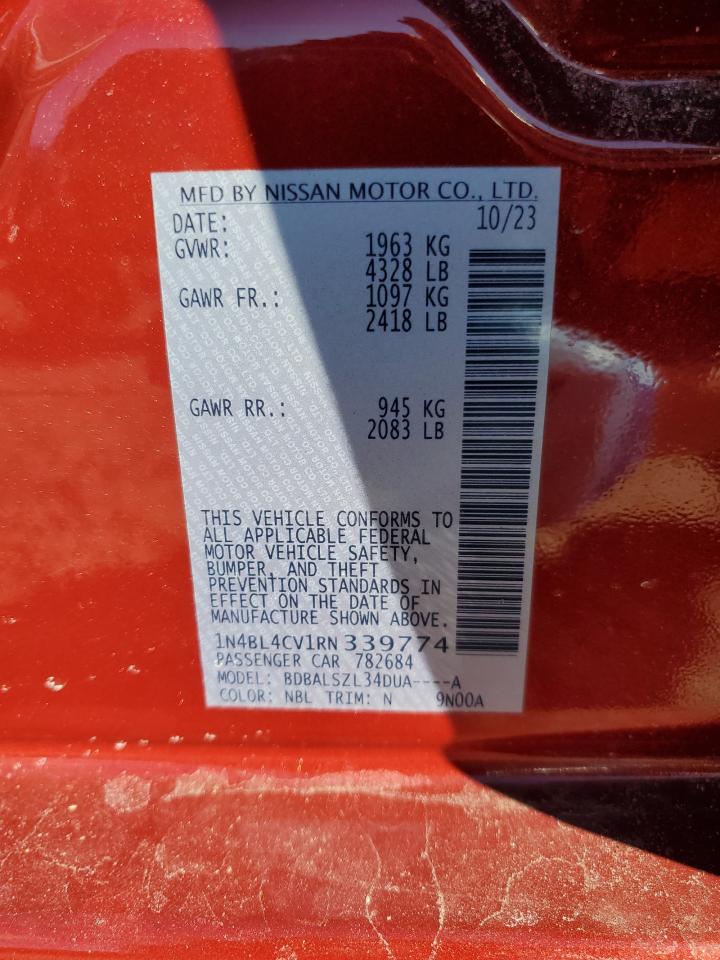 MFD BY NISSAN MOTOR CO., LTD.
DATE: 10/23
GVWR: 1963 KG
4328 LB
GAWR FR.: 1097 KG
2418 LB
GAWR RR.: 945 KG
2083 LB
THIS VEHICLE CONFORMS TO
ALL APPLICABLE FEDERAL
MOTOR VEHICLE SAFETY,
BUMPER, AND THEFT
PREVENTION STANDARDS IN
EFFECT ON THE DATE OF
MANUFACTURE SHOWN ABOVE.
1N4BL4CV1RN339774
PASSENGER CAR 782684
MODEL: BDBALSZL34DUA----A
COLOR: NBL TRIM: N 9N00A